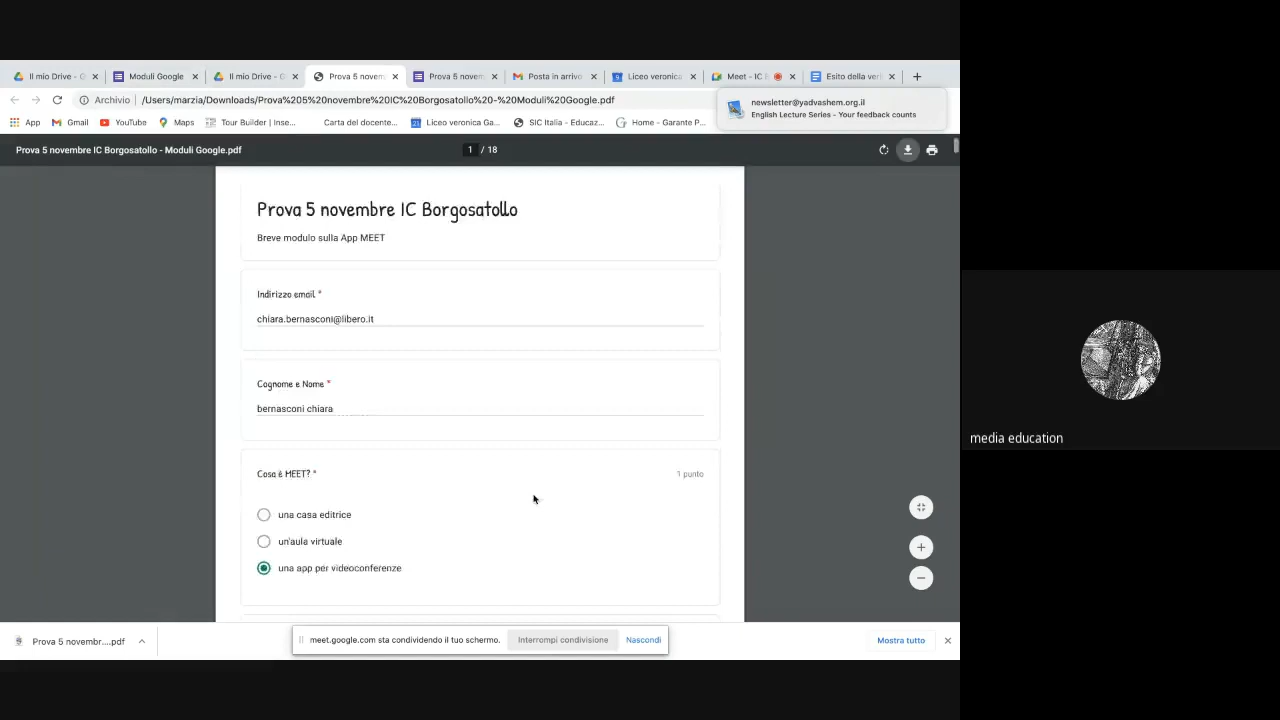 Il mio Drive - G
Moduli Google
Il mio Drive - G
Prova 5 novem
Prova 5 novem
Posta in arrivo
Liceo veronica
Meet – IC B
Esito della veri
Archivio
/Users/marzia/Downloads/Prova%205%20novembre%20IC%20Borgosatollo%20-%20Moduli%20Google.pdf
newsletter@yadvashem.org.il
English Lecture Series - Your feedback counts
App
Gmail
YouTube
Maps
Tour Builder | Inse...
Carta del docente...
Liceo veronica Ga...
SIC Italia - Educaz...
Home - Garante P...
Prova 5 novembre IC Borgosatollo - Moduli Google.pdf
1 / 18
Prova 5 novembre IC Borgosatollo
Breve modulo sulla App MEET
Indirizzo email *
chiara.bernasconi@libero.it
Cognome e Nome *
bernasconi chiara
Cosa è MEET? *
1 punto
una casa editrice
un'aula virtuale
una app per videoconferenze
media education
Prova 5 novembr....pdf
meet.google.com sta condividendo il tuo schermo.
Interrompi condivisione
Nascondi
Mostra tutto